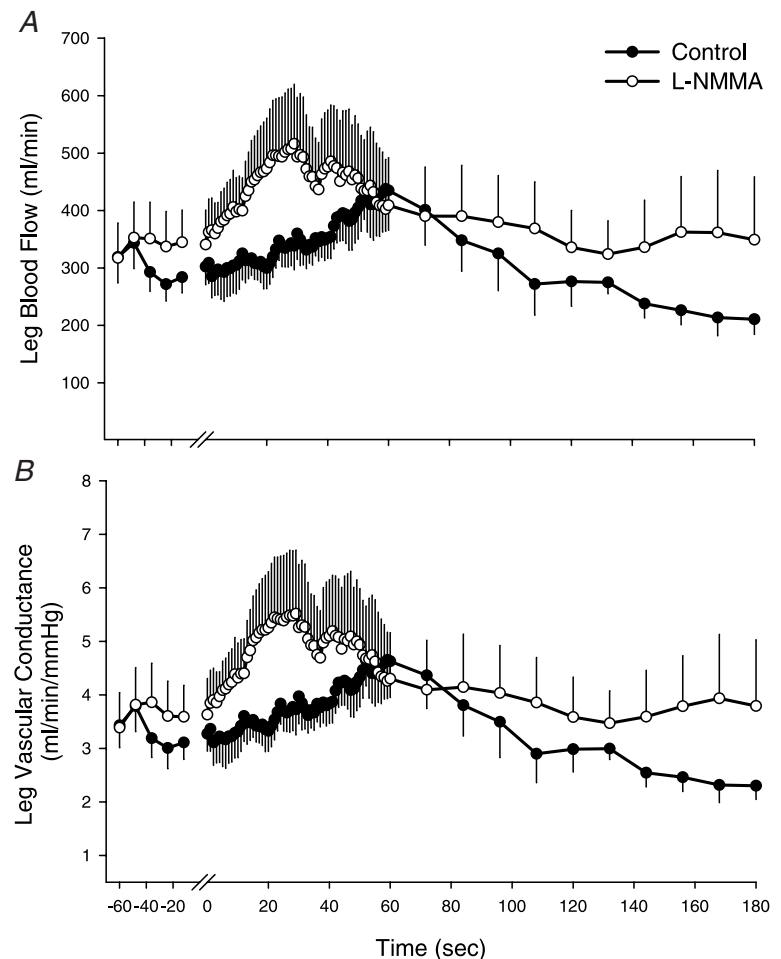 A
700
600
500
400
300
200
100
Leg Blood Flow (ml/min)
Control
L-NMMA
B
8
7
6
5
4
3
2
1
Leg Vascular Conductance
(ml/min/mmHg)
-60 -40 -20 0 20 40 60 80 100 120 140 160 180
Time (sec)